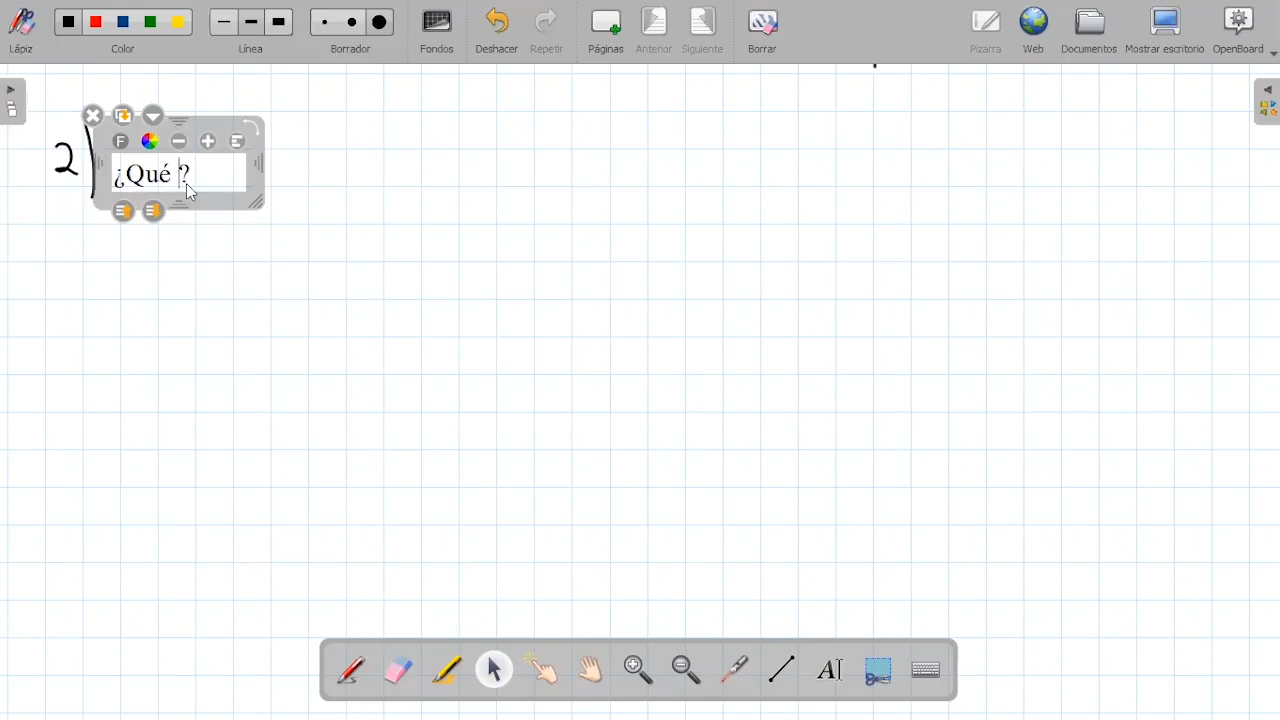 Lápiz
Color
Línea
Borrador
Fondos
Deshacer
Repetir
Páginas
Anterior
Siguiente
Borrar
Pizarra
Web
Documentos
Mostrar escritorio
OpenBoard
F
2)
¿Qué ?
A